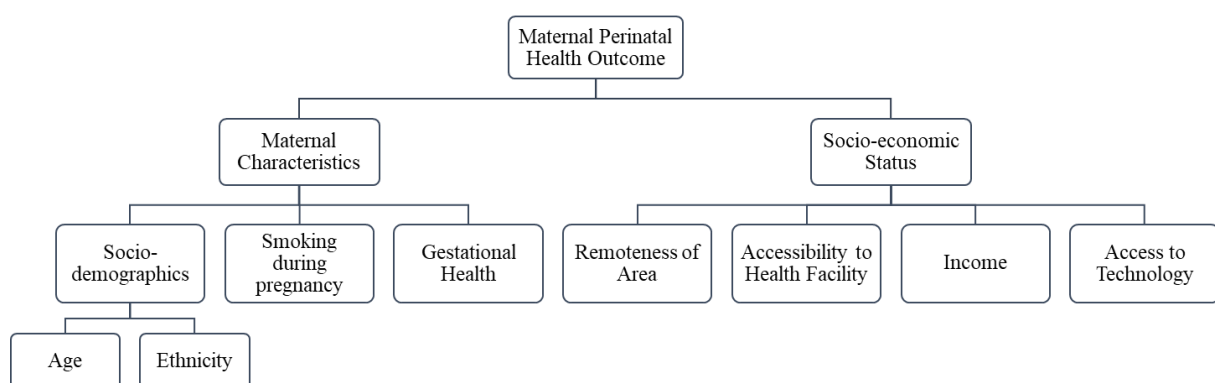 Maternal Perinatal
Health Outcome
Maternal
Characteristics
Socio-economic
Status
Socio-
demographics
Smoking
during
pregnancy
Gestational
Health
Remoteness of
Area
Accessibility to
Health Facility
Income
Access to
Technology
Age
Ethnicity